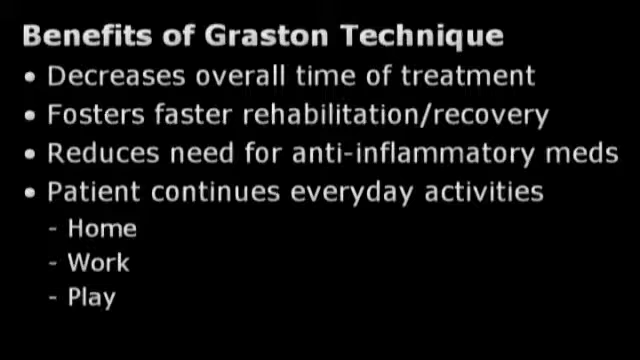 Benefits of Graston Technique
• Decreases overall time of treatment
• Fosters faster rehabilitation/recovery
• Reduces need for anti-inflammatory meds
• Patient continues everyday activities
- Home
- Work
- Play